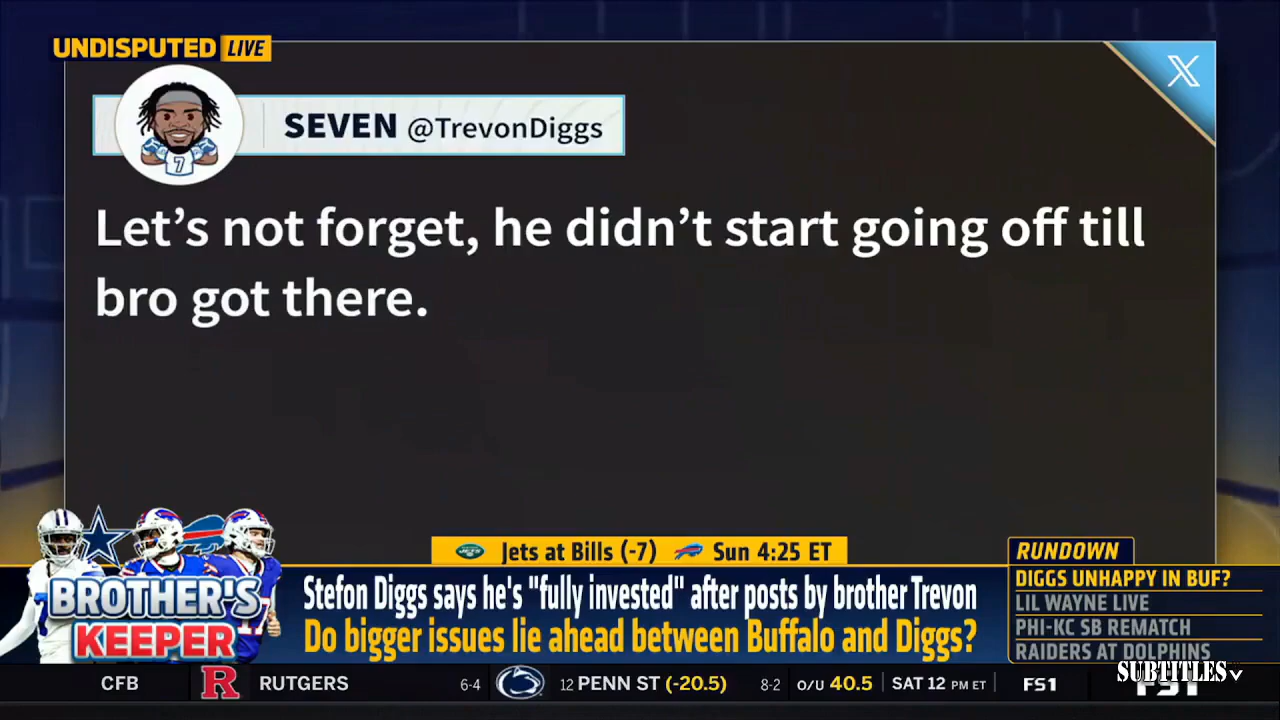 UNDISPUTED LIVE
X
7
SEVEN @TrevonDiggs
Let's not forget, he didn't start going off till
bro got there.
JETS
Jets at Bills (-7) Sun 4:25 ET
BROTHER'S
KEEPER
17
Stefon Diggs says he's "fully invested" after posts by brother Trevon
Do bigger issues lie ahead between Buffalo and Diggs?
RUNDOWN
DIGGS UNHAPPY IN BUF?
LIL WAYNE LIVE
PHI-KC SB REMATCH
RAIDERS AT DOLPHINS
CFB R RUTGERS 6-4 12 PENN ST (-20.5) 8-2 O/U 40.5 SAT 12 PM ET FS1
SUBTITLES
FS1